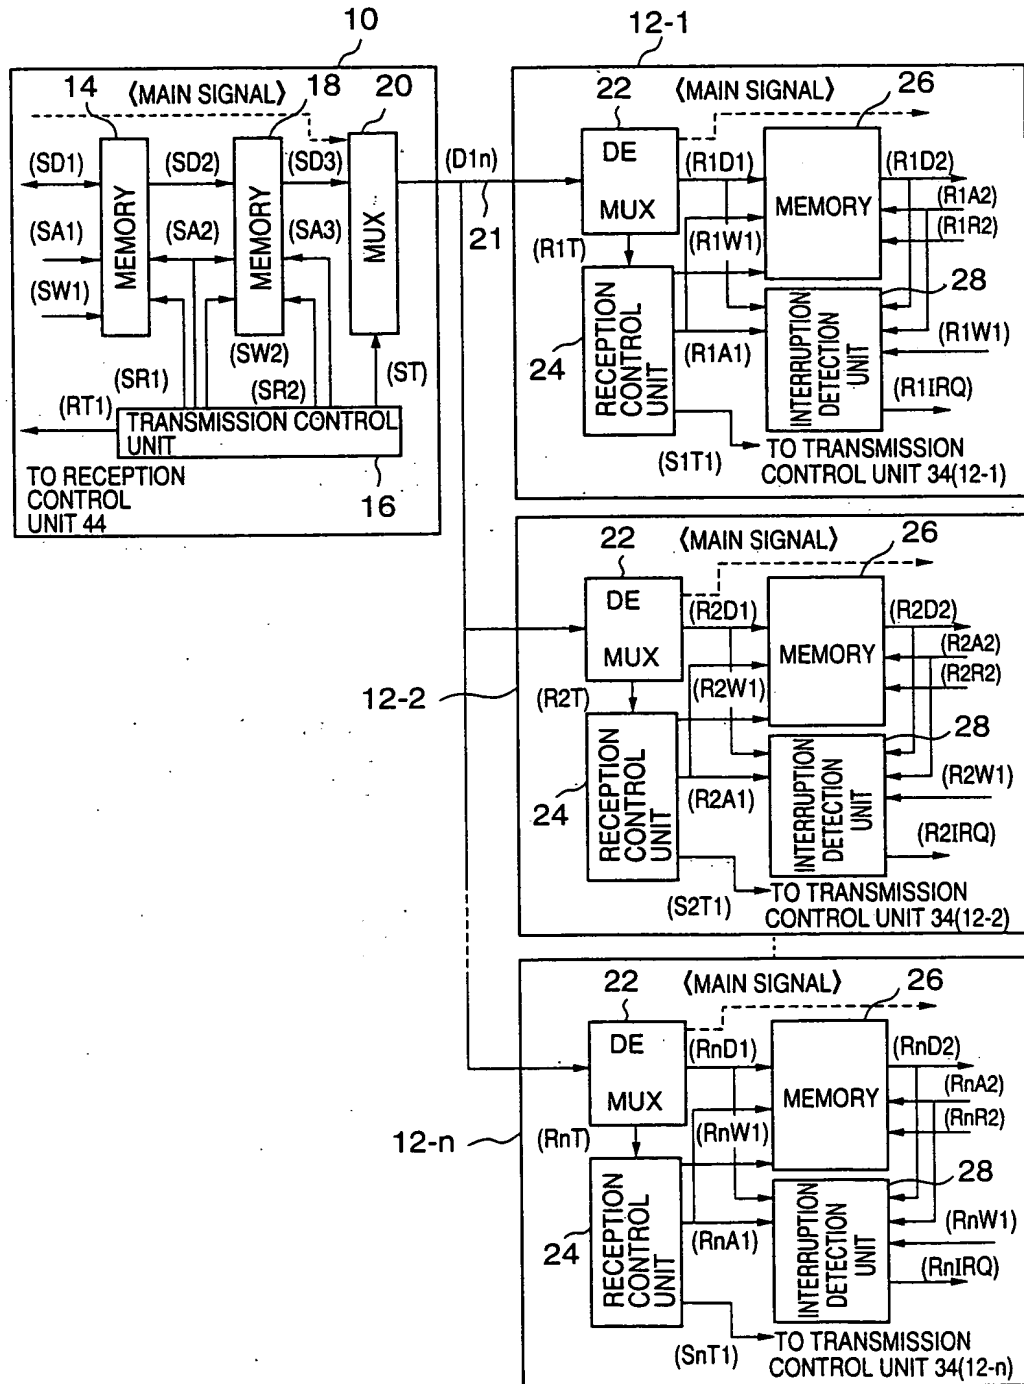 10
14
〈MAIN SIGNAL〉
18
20
(SD1)
(SD2)
(SD3)
(D1n)
MEMORY
MEMORY
MUX
(SA1)
(SA2)
(SA3)
21
(SW1)
(SW2)
(SR1)
(SR2)
(ST)
(RT1)
TRANSMISSION CONTROL
UNIT
TO RECEPTION
CONTROL
UNIT 44
16
12-1
22
〈MAIN SIGNAL〉
26
DE
MUX
(R1D1)
MEMORY
(R1D2)
(R1A2)
(R1R2)
(R1T)
(R1W1)
28
24
RECEPTION
CONTROL
UNIT
(R1A1)
INTERRUPTION
DETECTION
UNIT
(R1W1)
(R1IRQ)
(S1T1)
TO TRANSMISSION
CONTROL UNIT 34(12-1)
12-2
22
〈MAIN SIGNAL〉
26
DE
MUX
(R2D1)
MEMORY
(R2D2)
(R2A2)
(R2R2)
(R2T)
(R2W1)
28
24
RECEPTION
CONTROL
UNIT
(R2A1)
INTERRUPTION
DETECTION
UNIT
(R2W1)
(R2IRQ)
(S2T1)
TO TRANSMISSION
CONTROL UNIT 34(12-2)
12-n
22
〈MAIN SIGNAL〉
26
DE
MUX
(RnD1)
MEMORY
(RnD2)
(RnA2)
(RnR2)
(RnT)
(RnW1)
28
24
RECEPTION
CONTROL
UNIT
(RnA1)
INTERRUPTION
DETECTION
UNIT
(RnW1)
(RnIRQ)
(SnT1)
TO TRANSMISSION
CONTROL UNIT 34(12-n)